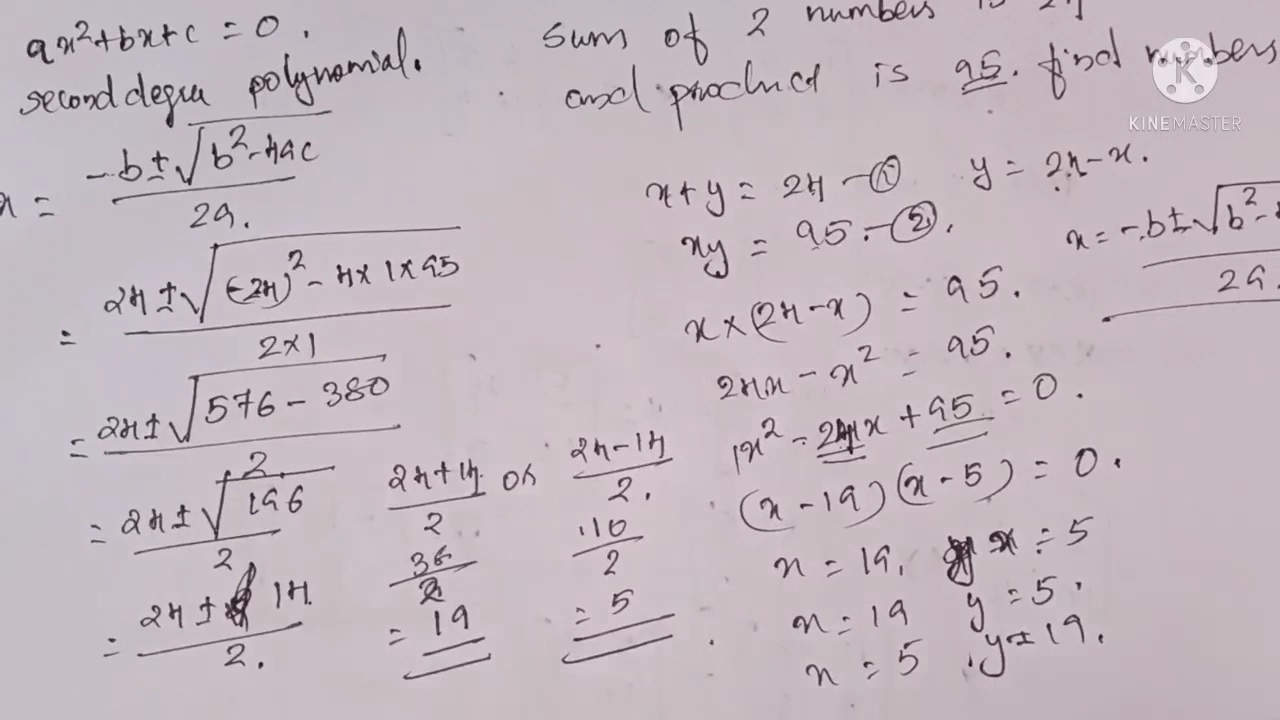 ax²+bx+c = 0.
second degree polynomial.
x = -b ± √b²-4ac / 2a.
= 24 ± √(-24)² - 4×1×95 / 2×1
= 24 ± √576 - 380 / 2
= 24 ± √196 / 2
= 24 ± 14 / 2.
24+14 / 2 or 24-14 / 2.
38 / 2 10 / 2
= 19 = 5
sum of 2 numbers is 24
and product is 95. find numbers
x + y = 24 - ① y = 24 - x.
xy = 95. - ②.
x = -b ± √b² - / 2a.
x × (24 - x) = 95.
24x - x² = 95.
1x² - 24x + 95 = 0.
(x - 19) (x - 5) = 0.
x = 19, x = 5
x = 19 y = 5.
x = 5 y = 19.
KINEMASTER